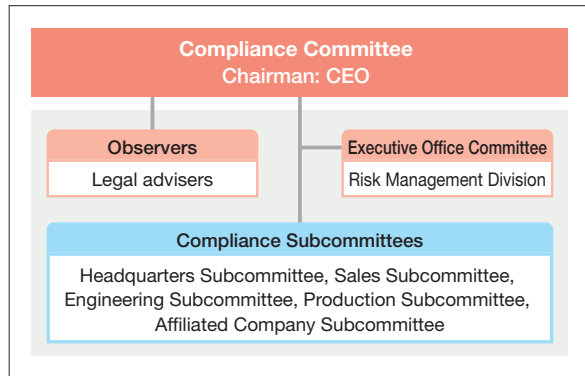 Compliance Committee
Chairman: CEO
Observers
Legal advisers
Executive Office Committee
Risk Management Division
Compliance Subcommittees
Headquarters Subcommittee, Sales Subcommittee,
Engineering Subcommittee, Production Subcommittee,
Affiliated Company Subcommittee